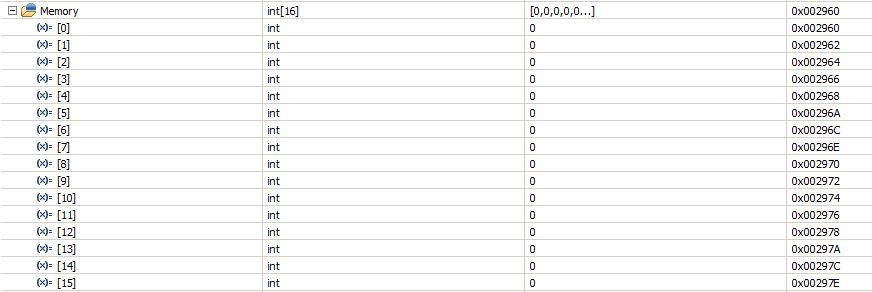 Memory int[16] [0,0,0,0,0...] 0x002960
(x)= [0] int 0 0x002960
(x)= [1] int 0 0x002962
(x)= [2] int 0 0x002964
(x)= [3] int 0 0x002966
(x)= [4] int 0 0x002968
(x)= [5] int 0 0x00296A
(x)= [6] int 0 0x00296C
(x)= [7] int 0 0x00296E
(x)= [8] int 0 0x002970
(x)= [9] int 0 0x002972
(x)= [10] int 0 0x002974
(x)= [11] int 0 0x002976
(x)= [12] int 0 0x002978
(x)= [13] int 0 0x00297A
(x)= [14] int 0 0x00297C
(x)= [15] int 0 0x00297E